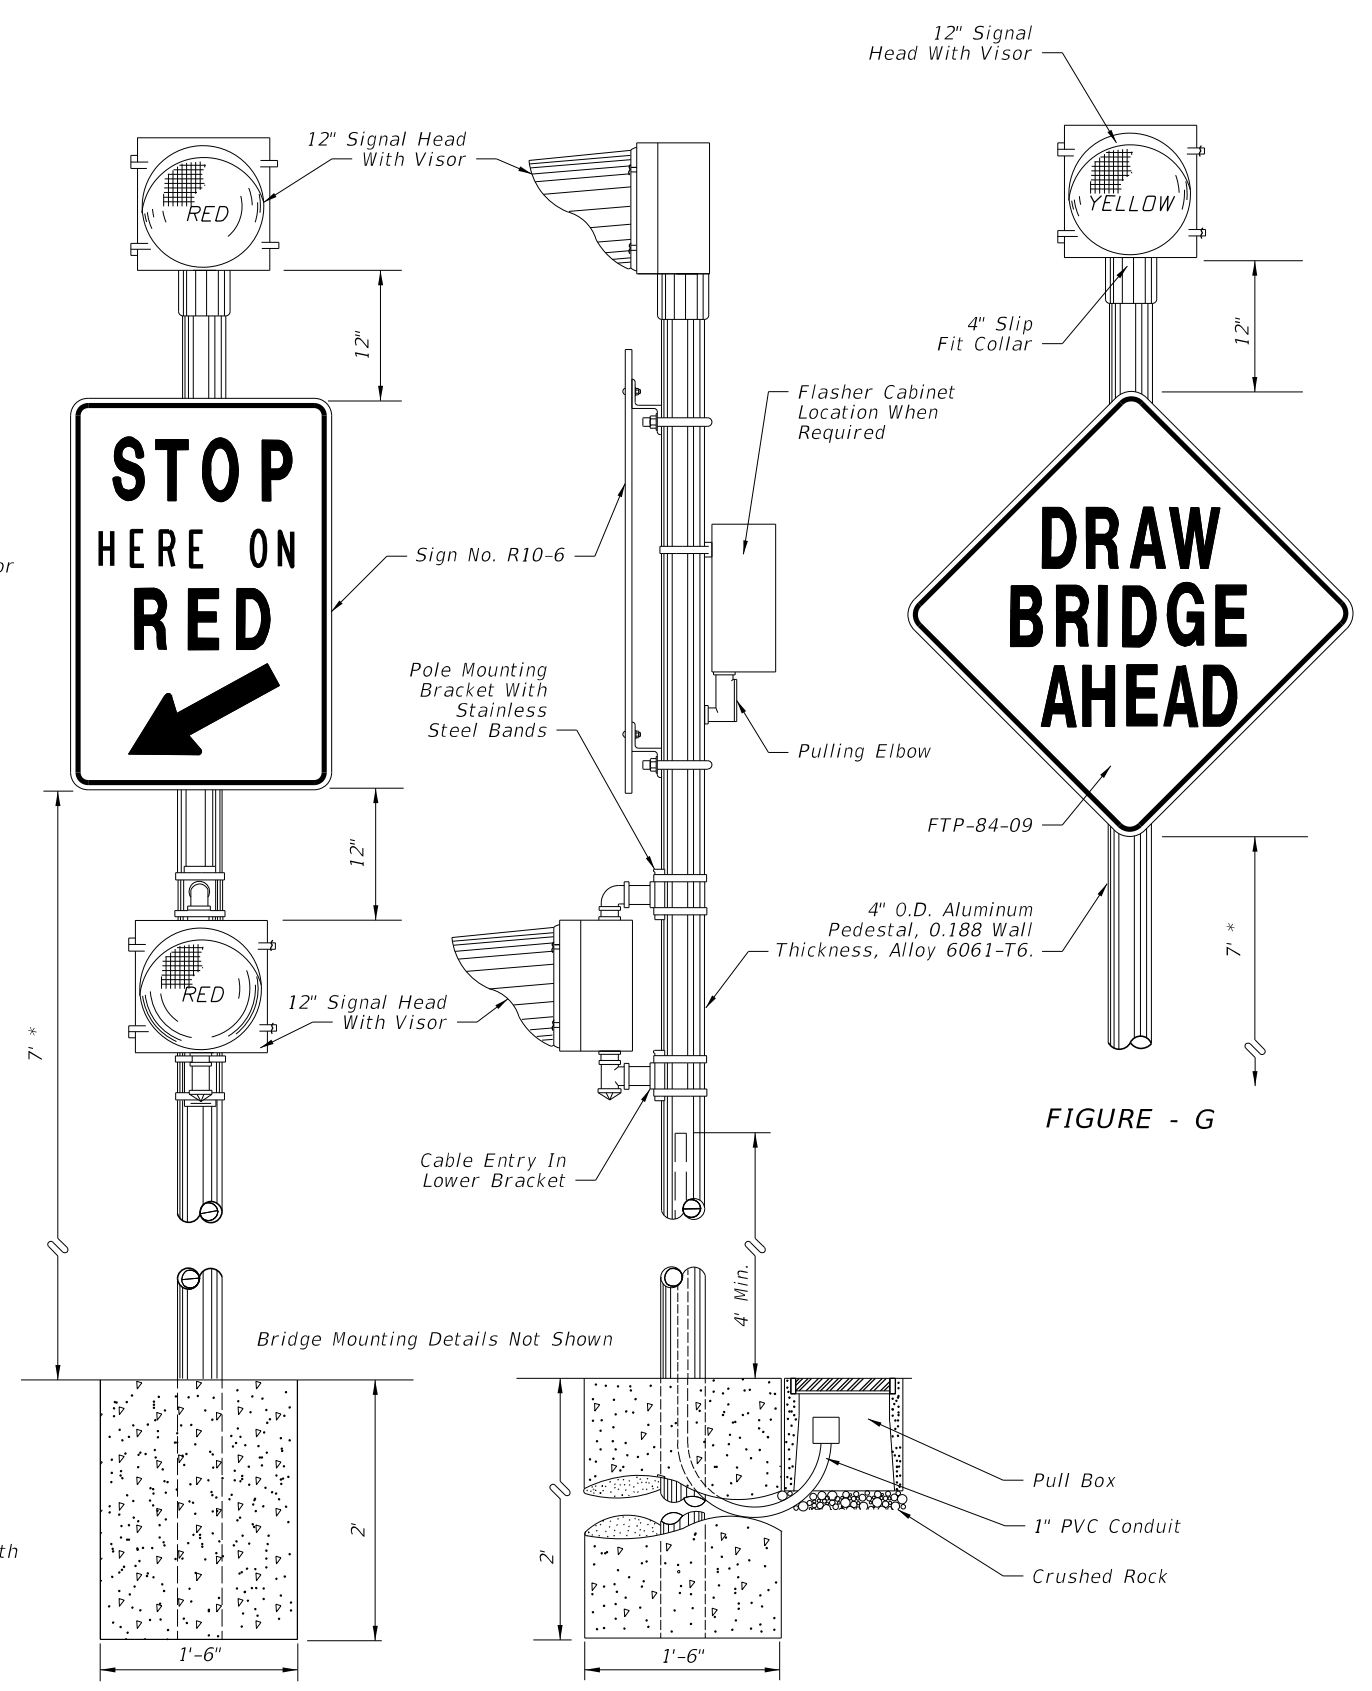 12" Signal
Head With Visor
12" Signal Head
With Visor
RED
YELLOW
4" Slip
Fit Collar
12"
12"
Flasher Cabinet
Location When
Required
STOP
HERE ON
RED
Sign No. R10-6
or
DRAW
BRIDGE
AHEAD
Pole Mounting
Bracket With
Stainless
Steel Bands
Pulling Elbow
FTP-84-09
12"
4" O.D. Aluminum
Pedestal, 0.188 Wall
Thickness, Alloy 6061-T6.
7' *
RED
12" Signal Head
With Visor
7' *
FIGURE - G
Cable Entry In
Lower Bracket
4' Min.
Bridge Mounting Details Not Shown
Pull Box
1" PVC Conduit
Crushed Rock
2'
2'
th
1'-6"
1'-6"